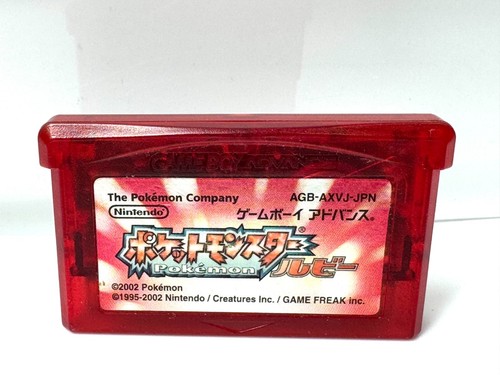 GAME BOY ADVANCE
The Pokémon Company AGB-AXVJ-JPN
Nintendo ゲームボーイ アドバンス®
ポケットモンスター
Pokémon ルビー
©2002 Pokémon
©1995-2002 Nintendo / Creatures inc. / GAME FREAK inc.